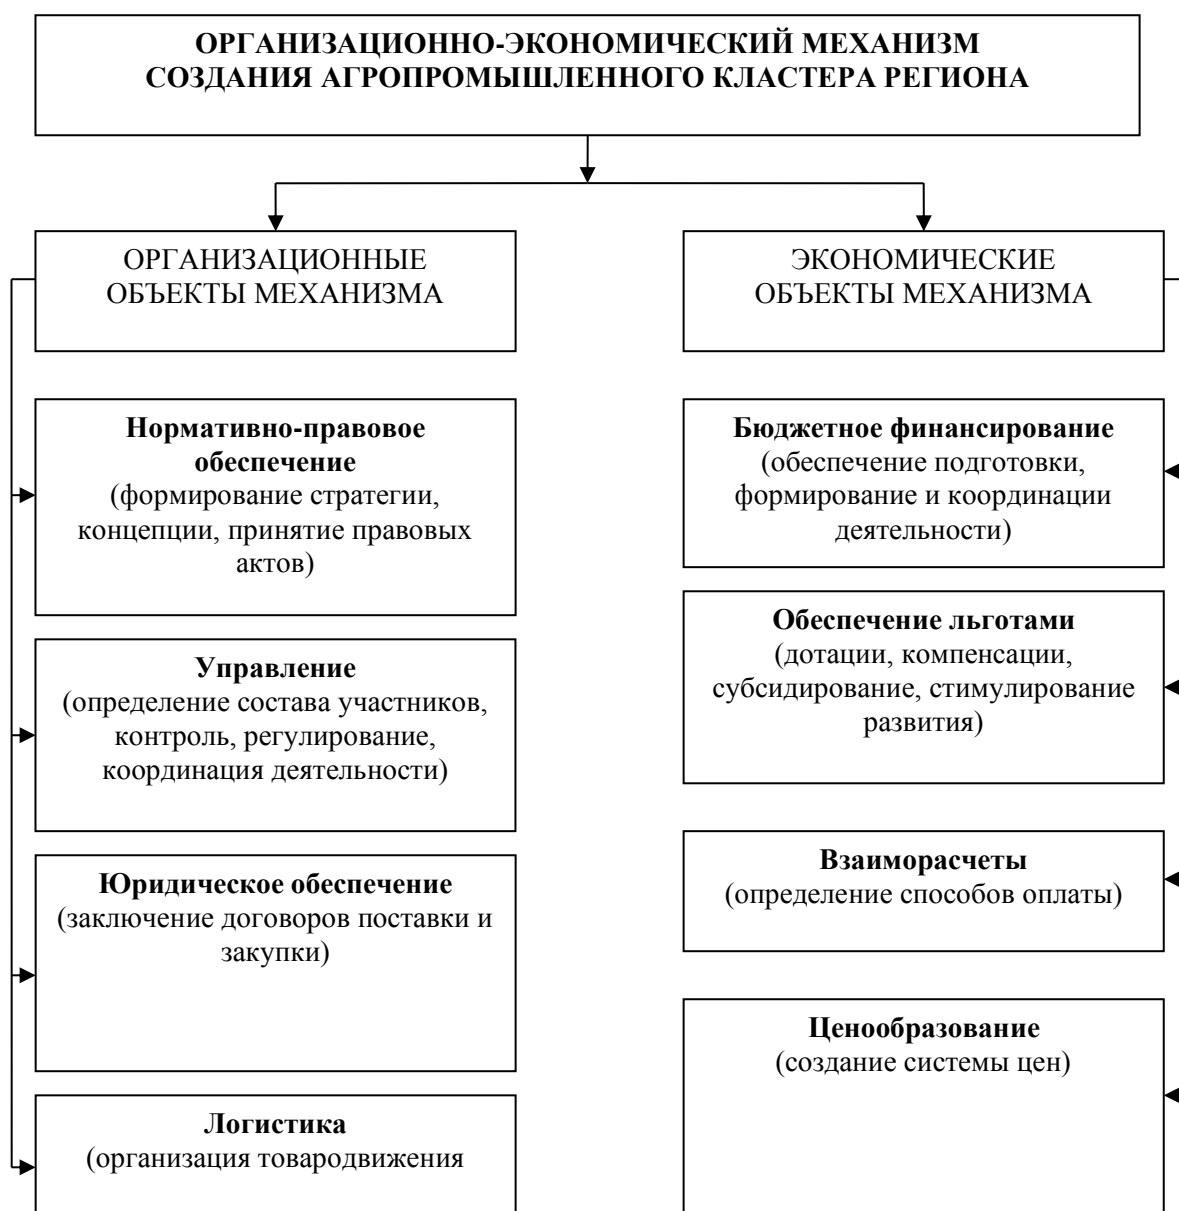 ОРГАНИЗАЦИОННО-ЭКОНОМИЧЕСКИЙ МЕХАНИЗМ
СОЗДАНИЯ АГРОПРОМЫШЛЕННОГО КЛАСТЕРА РЕГИОНА
ОРГАНИЗАЦИОННЫЕ
ОБЪЕКТЫ МЕХАНИЗМА
Нормативно-правовое
обеспечение
(формирование стратегии,
концепции, принятие правовых
актов)
Управление
(определение состава участников,
контроль, регулирование,
координация деятельности)
Юридическое обеспечение
(заключение договоров поставки и
закупки)
Логистика
(организация товародвижения
ЭКОНОМИЧЕСКИЕ
ОБЪЕКТЫ МЕХАНИЗМА
Бюджетное финансирование
(обеспечение подготовки,
формирование и координации
деятельности)
Обеспечение льготами
(дотации, компенсации,
субсидирование, стимулирование
развития)
Взаиморасчеты
(определение способов оплаты)
Ценообразование
(создание системы цен)